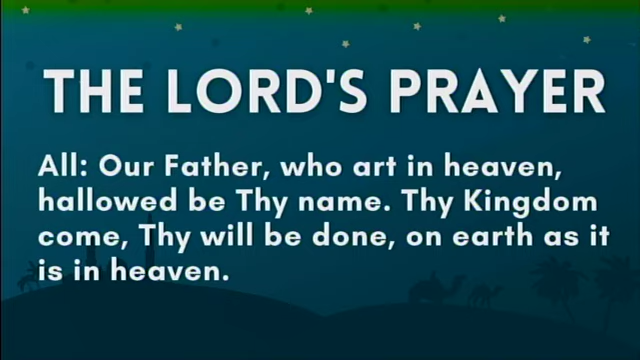 THE LORD'S PRAYER
All: Our Father, who art in heaven,
hallowed be Thy name. Thy Kingdom
come, Thy will be done, on earth as it
is in heaven.